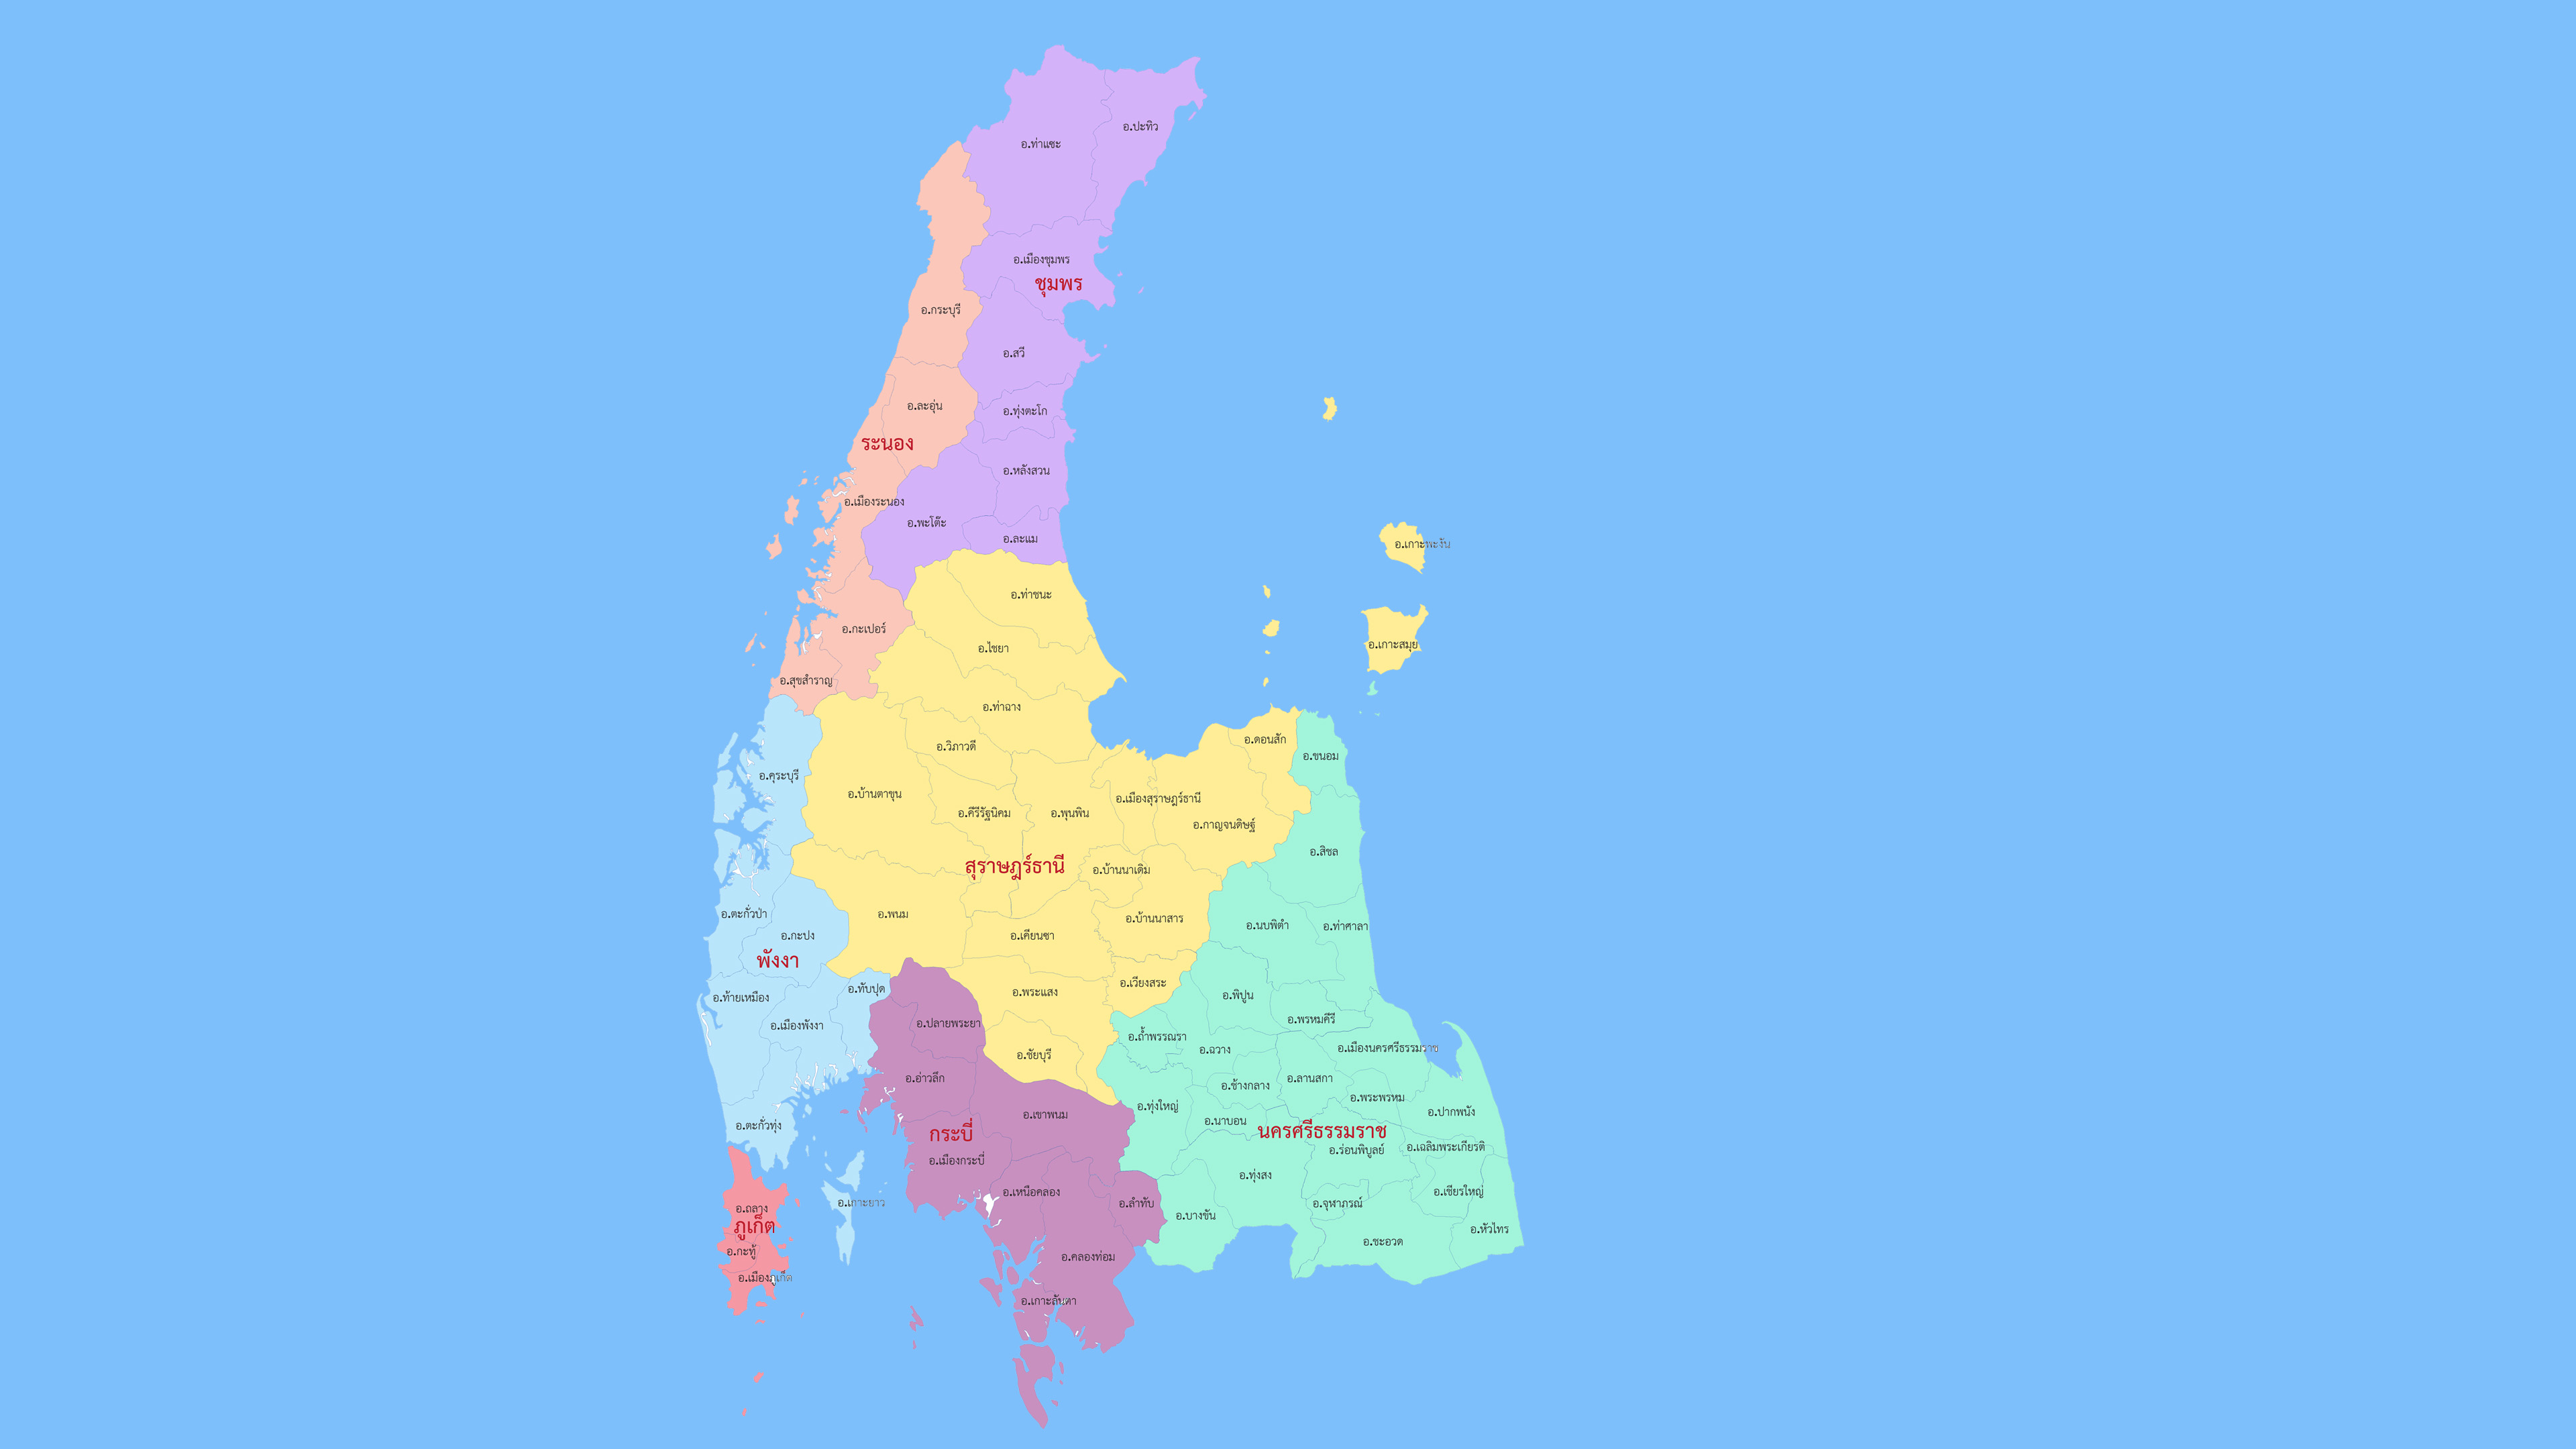 อ.ปะทิว
อ.ท่าแซะ
อ.เมืองชุมพร
ชุมพร
อ.กระบุรี
อ.สวี
อ.ละอุ่น
อ.ทุ่งตะโก
ระนอง
อ.หลังสวน
อ.เมืองระนอง
อ.พะโต๊ะ
อ.ละแม
อ.เกาะพะงัน
อ.ท่าชนะ
อ.กะเปอร์
อ.ไชยา
อ.เกาะสมุย
อ.สุขสำราญ
อ.ท่าฉาง
อ.ดอนสัก
อ.วิภาวดี
อ.ขนอม
อ.คุระบุรี
อ.บ้านตาขุน
อ.เมืองสุราษฎร์ธานี
อ.คีรีรัฐนิคม
อ.พุนพิน
อ.กาญจนดิษฐ์
อ.สิชล
สุราษฎร์ธานี
อ.บ้านนาเดิม
อ.ตะกั่วป่า
อ.พนม
อ.บ้านนาสาร
อ.นบพิตำ
อ.ท่าศาลา
อ.กะปง
อ.เคียนซา
พังงา
อ.เวียงสระ
อ.ทับปุด
อ.พระแสง
อ.พิปูน
อ.ท้ายเหมือง
อ.พรหมคีรี
อ.เมืองพังงา
อ.ปลายพระยา
อ.ถ้ำพรรณรา
อ.ฉวาง
อ.เมืองนครศรีธรรมราช
อ.ชัยบุรี
อ.อ่าวลึก
อ.ช้างกลาง
อ.ลานสกา
อ.พระพรหม
อ.ทุ่งใหญ่
อ.เขาพนม
อ.ปากพนัง
อ.ตะกั่วทุ่ง
อ.นาบอน
กระบี่
นครศรีธรรมราช
อ.ร่อนพิบูลย์
อ.เฉลิมพระเกียรติ
อ.เมืองกระบี่
อ.ทุ่งสง
อ.เหนือคลอง
อ.เชียรใหญ่
อ.เกาะยาว
อ.ลำทับ
อ.จุฬาภรณ์
อ.ถลาง
อ.บางขัน
ภูเก็ต
อ.หัวไทร
อ.ชะอวด
อ.กะทู้
อ.คลองท่อม
อ.เมืองภูเก็ต
อ.เกาะลันตา